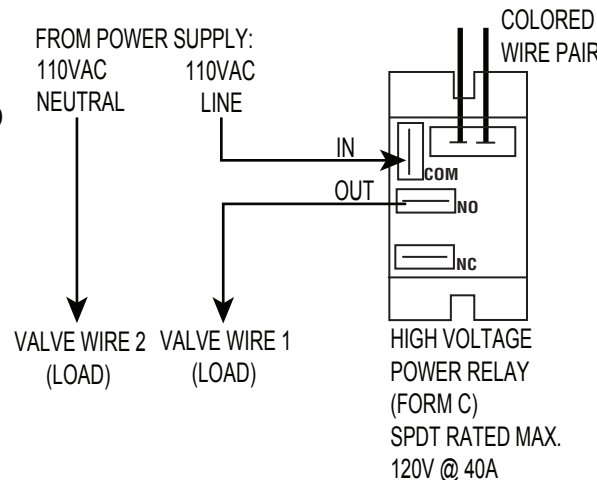 COLORED
WIRE PAIR
FROM POWER SUPPLY:
110VAC 110VAC
NEUTRAL LINE
)
IN
COM
OUT
NO
NC
VALVE WIRE 2 VALVE WIRE 1
(LOAD) (LOAD)
HIGH VOLTAGE
POWER RELAY
(FORM C)
SPDT RATED MAX.
120V @ 40A